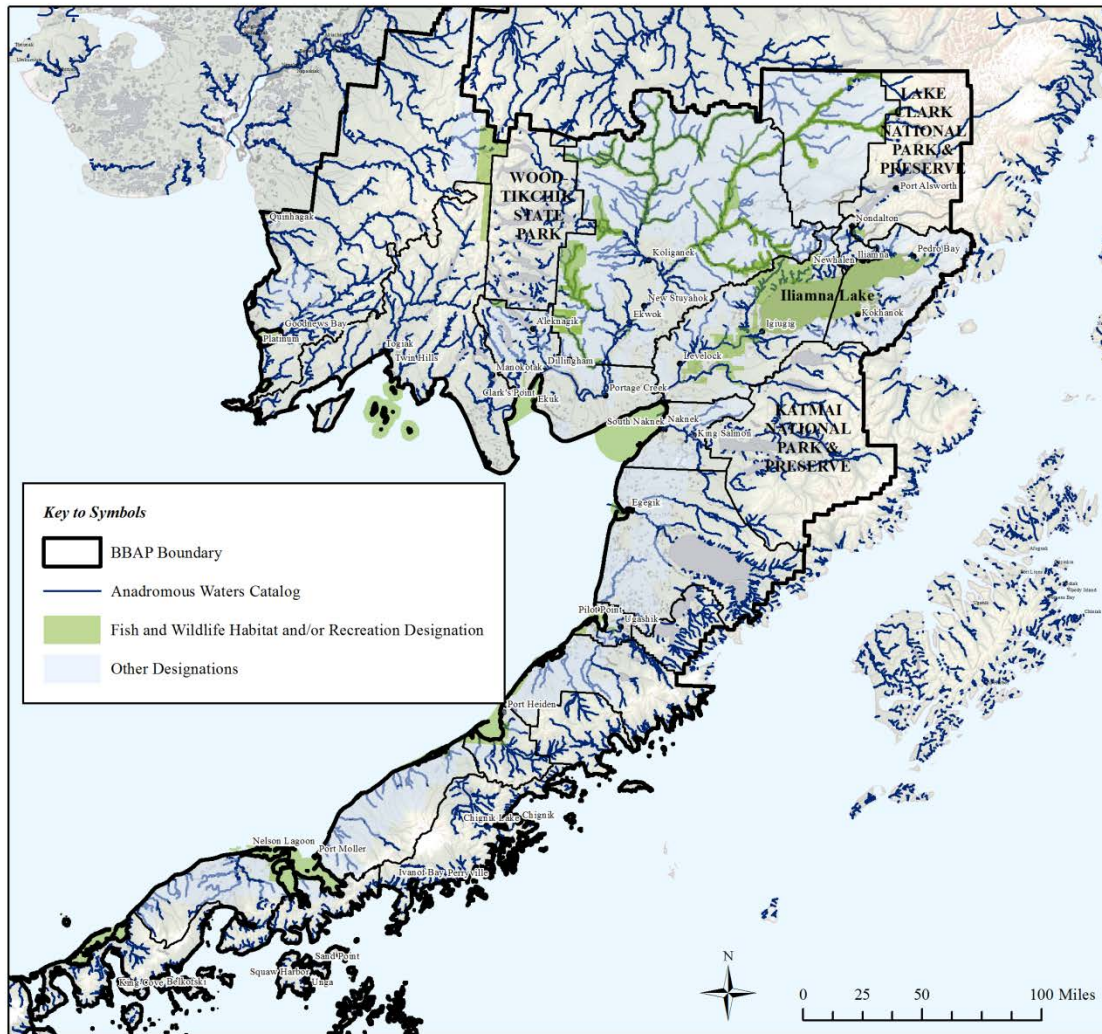 LAKE
CLARK
NATIONAL
PARK &
PRESERVE
Port Alsworth
WOOD
TIKCHIK
STATE
PARK
Quinhagak
Nondalton
Koliganek
Newhalen
Iliamna
Pedro Bay
New Stuyahok
Iliamna Lake
Ekwok
Kokhanok
Igiugig
Goodnews Bay
Platinum
Aleknagik
Togiak
Twin Hills
Dillingham
Levelock
Manokotak
Clark's Point
Ekuk
Portage Creek
South Naknek
Naknek
King Salmon
KATMAI
NATIONAL
PARK &
PRESERVE
Egegik
Key to Symbols
BBAP Boundary
Anadromous Waters Catalog
Fish and Wildlife Habitat and/or Recreation Designation
Other Designations
Pilot Point
Ugashik
Port Heiden
Chignik Lake
Chignik
Nelson Lagoon
Port Moller
Ivanof Bay
Perryville
Sand Point
Squaw Harbor
Unga
King Cove
Belkofski
N
0 25 50 100 Miles